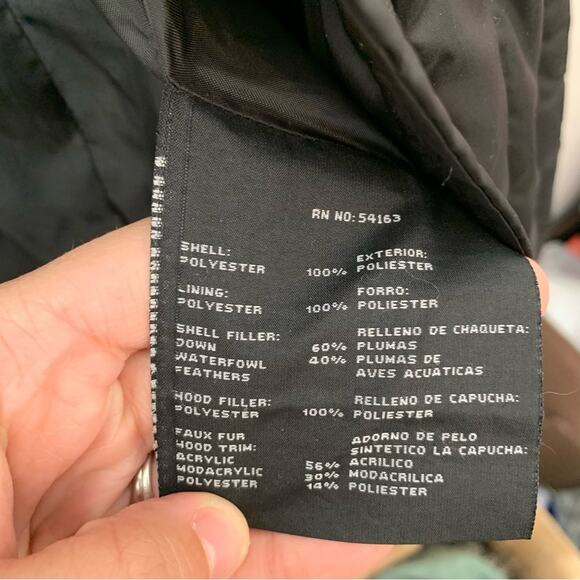 RN NO: 54163
SHELL:
POLYESTER 100%
LINING:
POLYESTER 100%
SHELL FILLER:
DOWN 60%
WATERFOWL 40%
FEATHERS
HOOD FILLER:
POLYESTER 100%
FAUX FUR
HOOD TRIM:
ACRYLIC 56%
MODACRYLIC 30%
POLYESTER 14%
EXTERIOR:
POLIESTER
FORRO:
POLIESTER
RELLENO DE CHAQUETA:
PLUMAS
PLUMAS DE
AVES ACUATICAS
RELLENO DE CAPUCHA:
POLIESTER
ADORNO DE PELO
SINTETICO LA CAPUCHA:
ACRILICO
MODACRILICA
POLIESTER